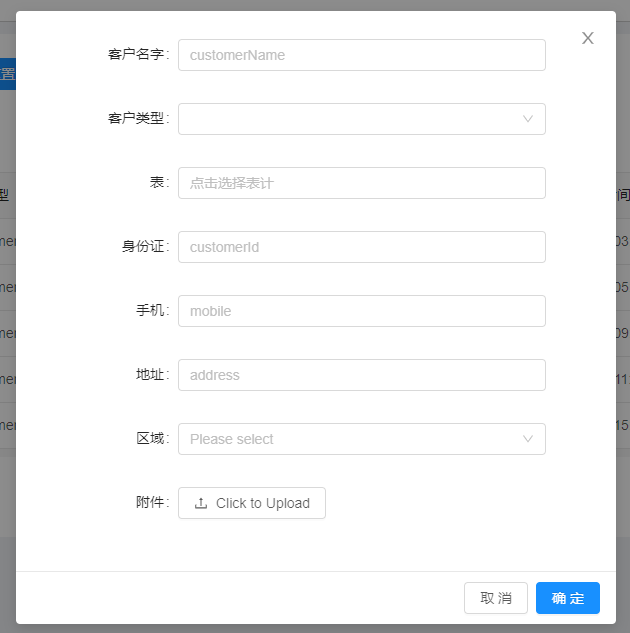 客户名字: customerName
客户类型:
表: 点击选择表计
身份证: customerId
手机: mobile
地址: address
区域: Please select
附件: Click to Upload
取 消 确 定
置
型 间
mer 03
mer 05
mer 09
mer 11
mer 15